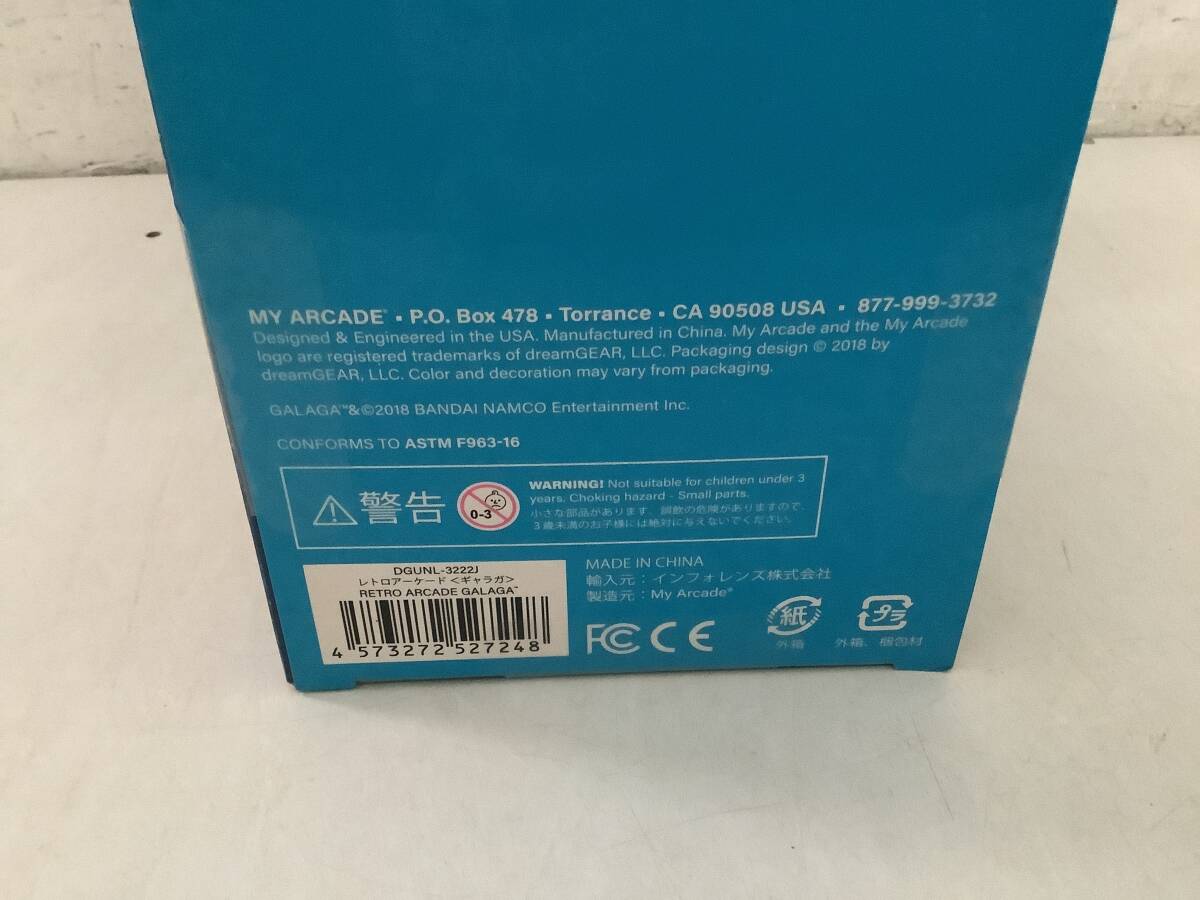 MY ARCADE® ▪ P.O. Box 478 ▪ Torrance ▪ CA 90508 USA ▪ 877-999-3732
Designed & Engineered in the USA. Manufactured in China. My Arcade and the My Arcade
logo are registered trademarks of dreamGEAR, LLC. Packaging design © 2018 by
dreamGEAR, LLC. Color and decoration may vary from packaging.
GALAGA™&©2018 BANDAI NAMCO Entertainment Inc.
CONFORMS TO ASTM F963-16
警告
0-3
WARNING! Not suitable for children under 3
years. Choking hazard - Small parts.
小さな部品があります、誤飲の危険がありますので、
3歳未満のお子様には絶対に与えないでください。
DGUNL-3222J
レトロアーケード<ギャラガ>
RETRO ARCADE GALAGA™
4 573272 527248
MADE IN CHINA
輸入元：インフォレンズ株式会社
製造元：My Arcade®
FC CE
紙
外箱
プラ
外箱、梱包材